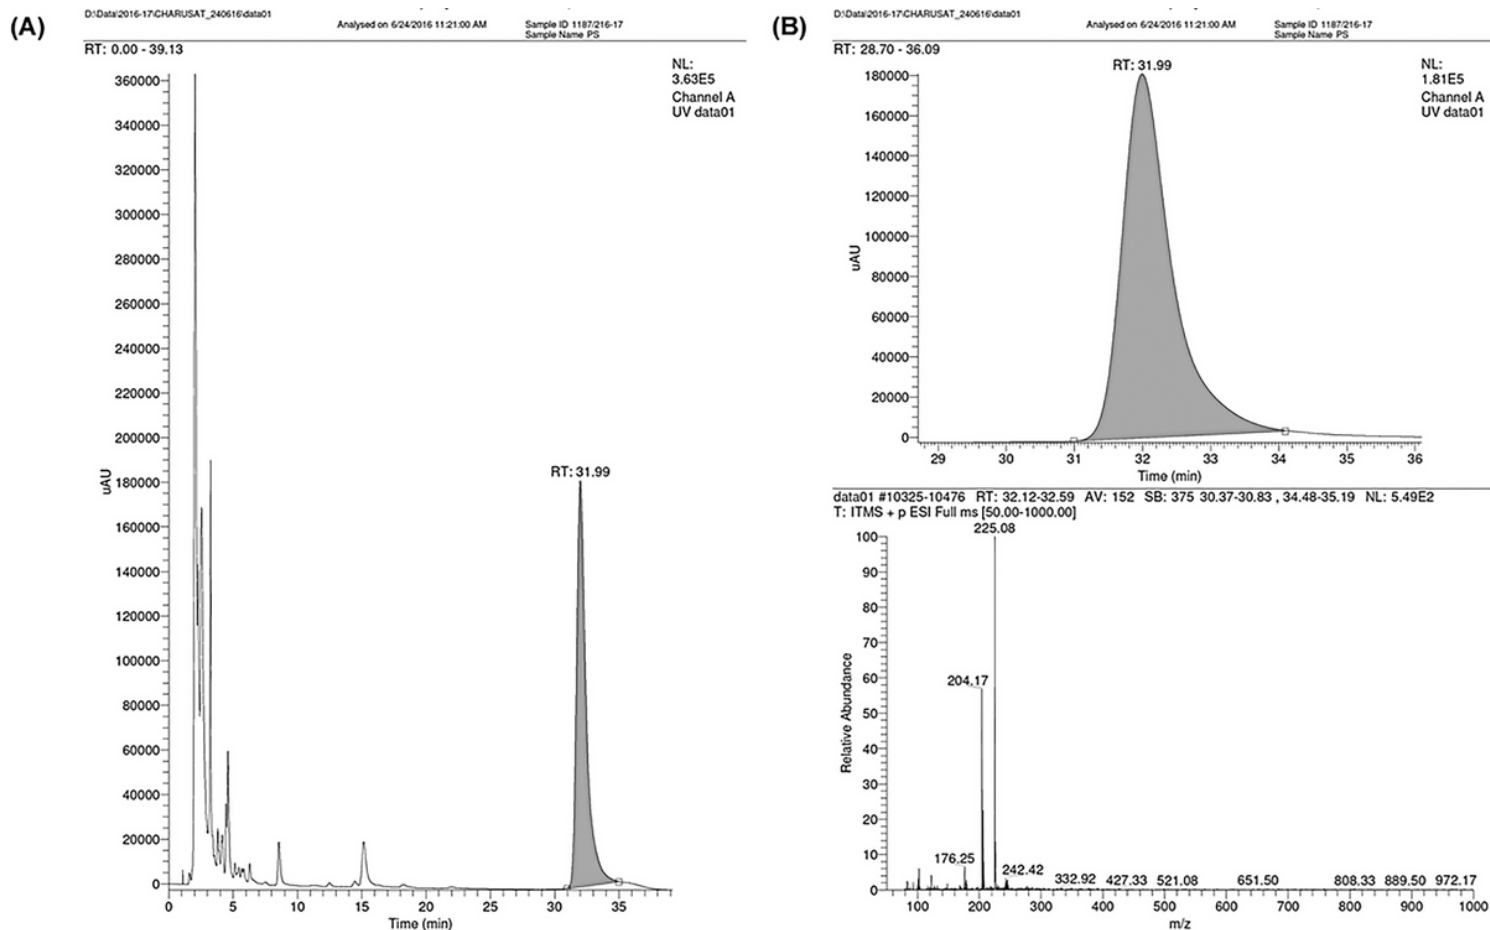 (A)
D:\Data\2016-17\CHARUSAT_240616\data01
Analysed on 6/24/2016 11:21:00 AM
Sample ID 1187/216-17
Sample Name PS
RT: 0.00 - 39.13
NL:
3.63E5
Channel A
UV data01
RT: 31.99
uAU
360000
340000
320000
300000
280000
260000
240000
220000
200000
180000
160000
140000
120000
100000
80000
60000
40000
20000
0
0 5 10 15 20 25 30 35
Time (min)
(B)
D:\Data\2016-17\CHARUSAT_240616\data01
Analysed on 6/24/2016 11:21:00 AM
Sample ID 1187/216-17
Sample Name PS
RT: 28.70 - 36.09
RT: 31.99
NL:
1.81E5
Channel A
UV data01
uAU
180000
160000
140000
120000
100000
80000
60000
40000
20000
0
29 30 31 32 33 34 35 36
Time (min)
data01 #10325-10476 RT: 32.12-32.59 AV: 152 SB: 375 30.37-30.83 , 34.48-35.19 NL: 5.49E2
T: ITMS + p ESI Full ms [50.00-1000.00]
225.08
204.17
176.25
242.42
332.92 427.33 521.08 651.50 808.33 889.50 972.17
Relative Abundance
100
90
80
70
60
50
40
30
20
10
0
100 200 300 400 500 600 700 800 900 1000
m/z